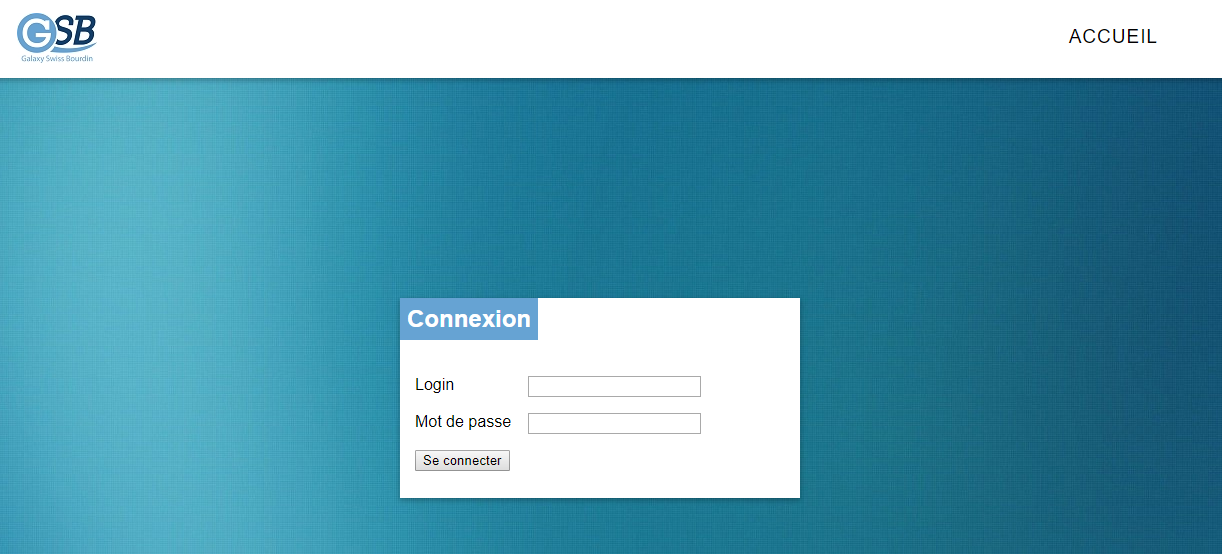 GSB
Galaxy Swiss Bourdin
ACCUEIL
Connexion
Login
Mot de passe
Se connecter